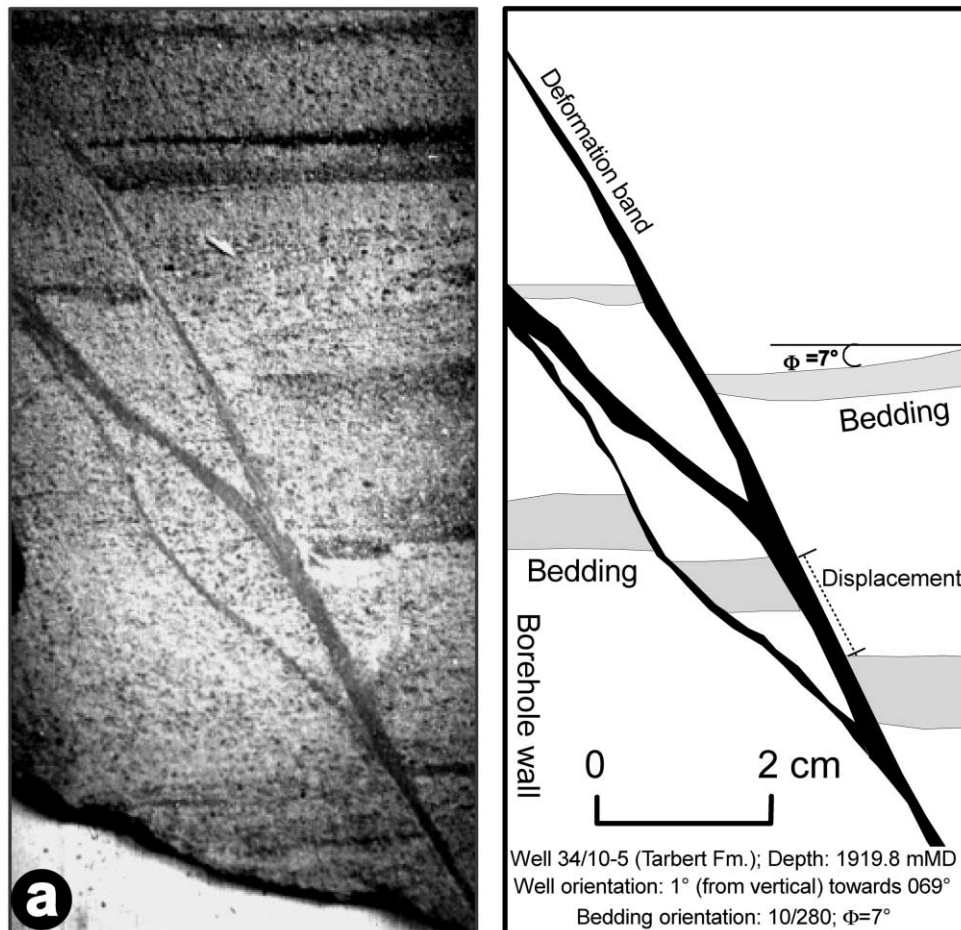 a
Deformation band
Φ =7°
Bedding
Bedding
Displacement
Borehole wall
0 2 cm
Well 34/10-5 (Tarbert Fm.); Depth: 1919.8 mMD
Well orientation: 1° (from vertical) towards 069°
Bedding orientation: 10/280; Φ=7°